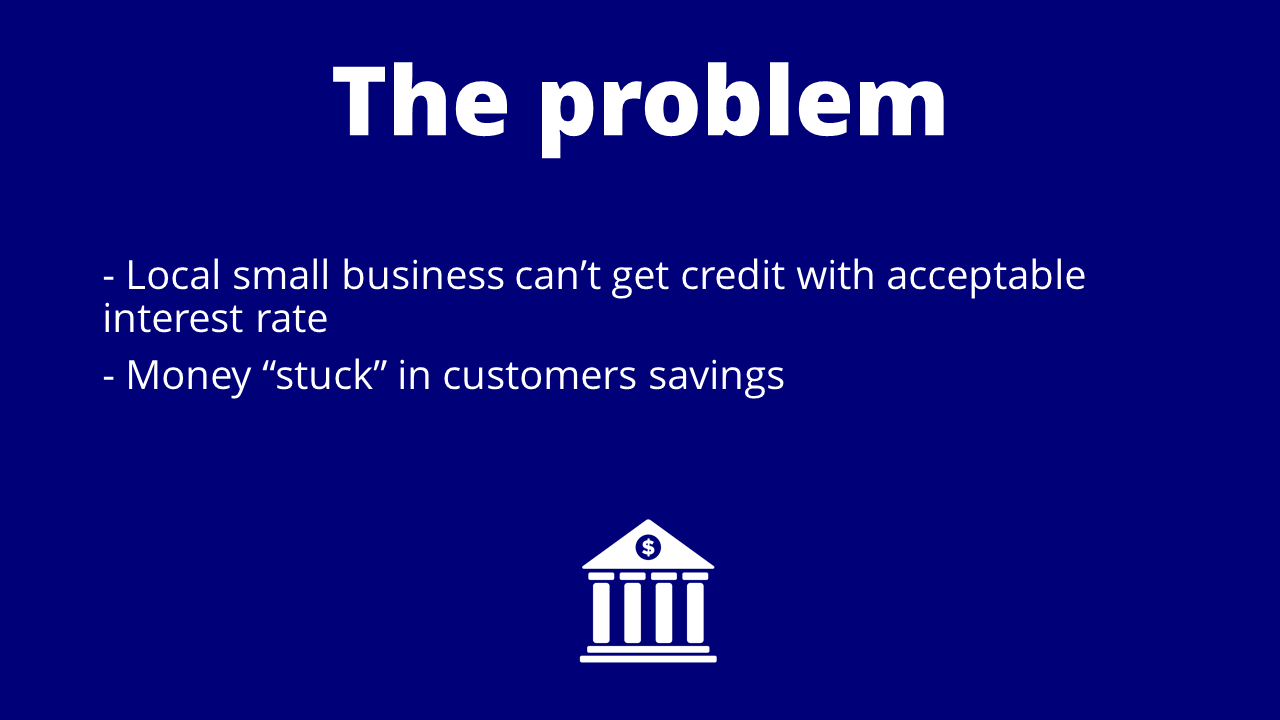 The problem
- Local small business can’t get credit with acceptable
interest rate
- Money “stuck” in customers savings
$